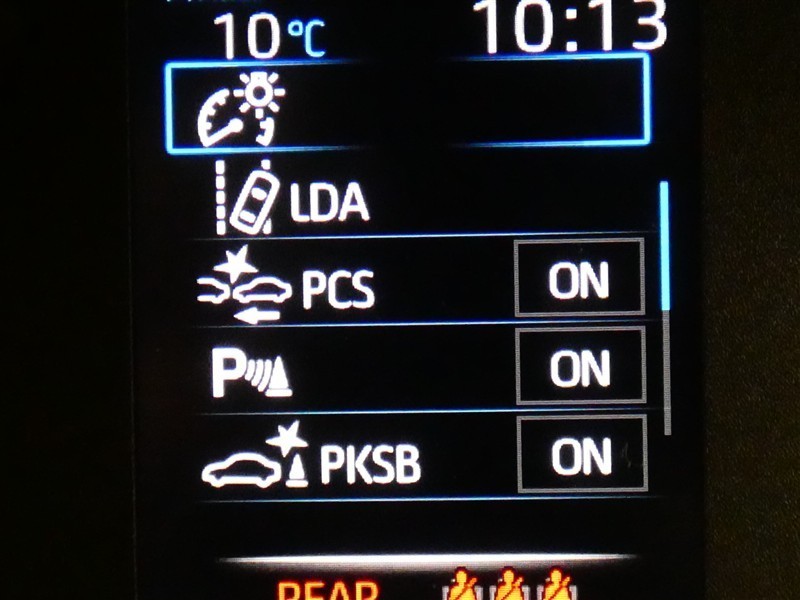 10°C 10:13
LDA
PCS ON
P ON
PKSB ON
REAR